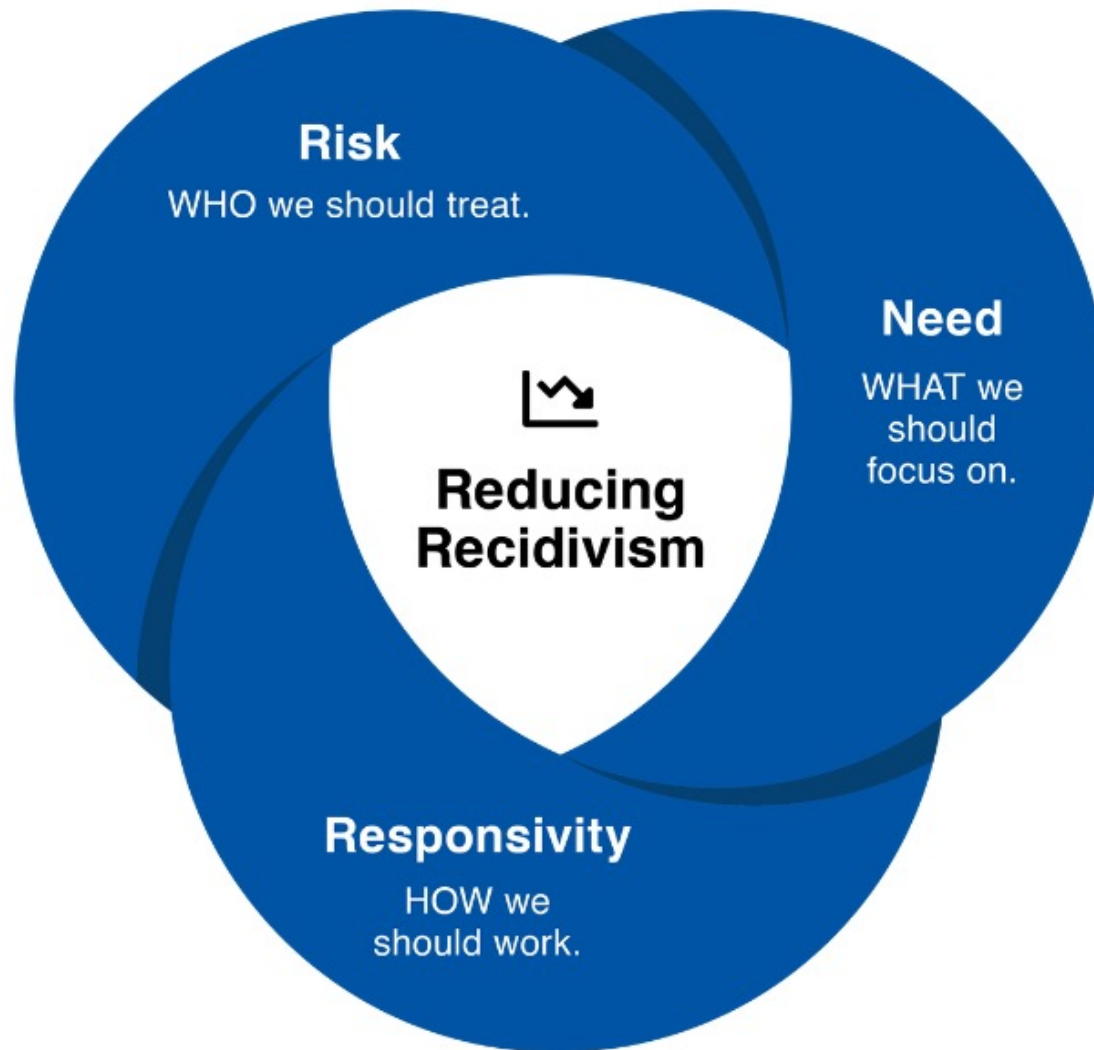 Risk
WHO we should treat.
Need
WHAT we
should
focus on.
Reducing
Recidivism
Responsivity
HOW we
should work.